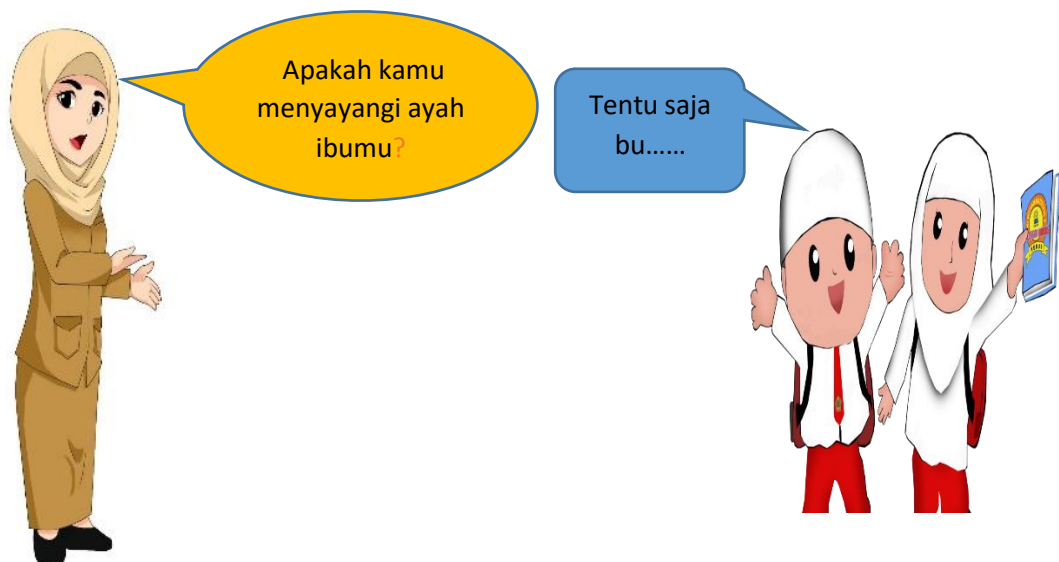 Apakah kamu
menyayangi ayah
ibumu?
Tentu saja
bu......